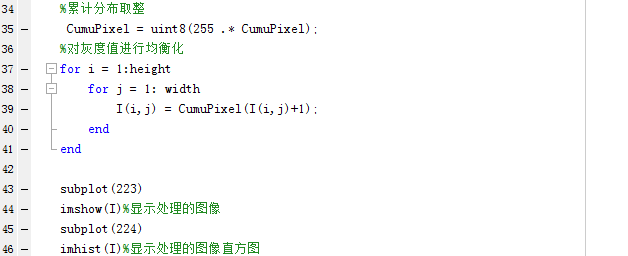 34 %累计分布取整
35 – CumuPixel = uint8(255 .* CumuPixel);
36 %对灰度值进行均衡化
37 – for i = 1:height
38 – for j = 1: width
39 – I(i,j) = CumuPixel(I(i,j)+1);
40 – end
41 – end
42
43 – subplot(223)
44 – imshow(I)%显示处理的图像
45 – subplot(224)
46 – imhist(I)%显示处理的图像直方图